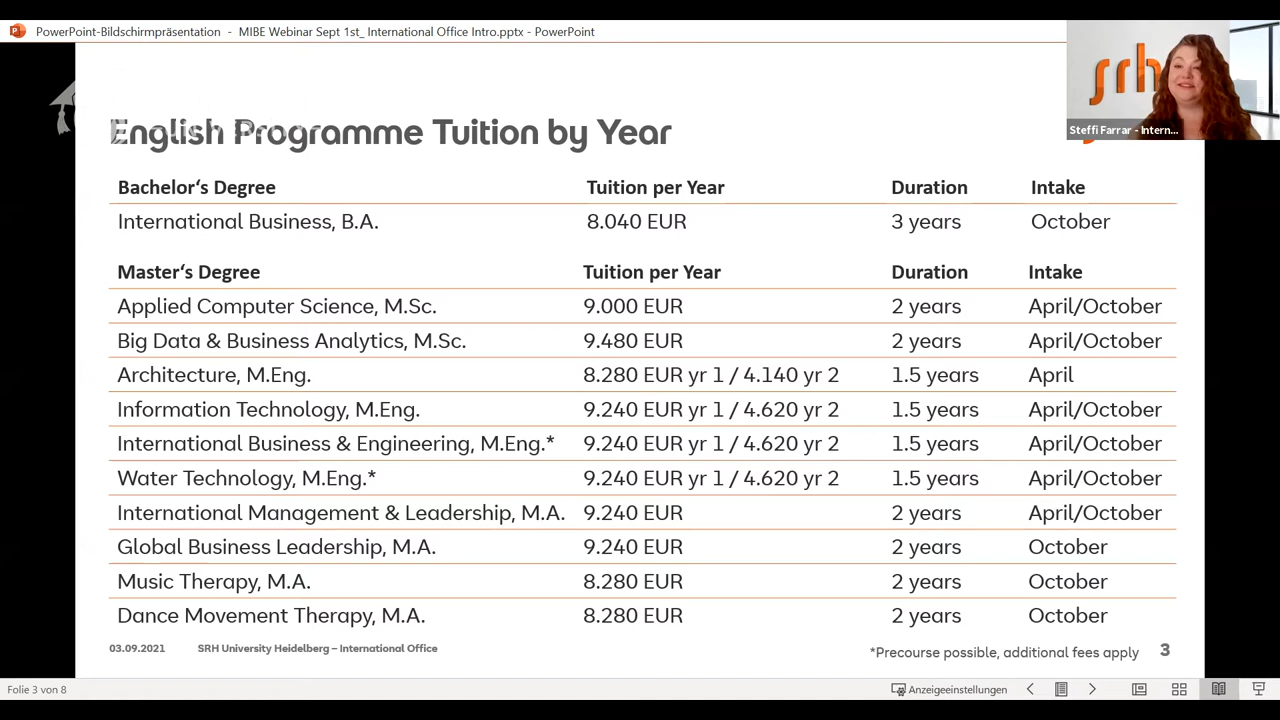 PowerPoint-Bildschirmpräsentation - MIBE Webinar Sept 1st_ International Office Intro.pptx - PowerPoint
srh
Steffi Farrar - Intern...
English Programme Tuition by Year
Bachelor‘s Degree Tuition per Year Duration Intake
International Business, B.A. 8.040 EUR 3 years October
Master‘s Degree Tuition per Year Duration Intake
Applied Computer Science, M.Sc. 9.000 EUR 2 years April/October
Big Data & Business Analytics, M.Sc. 9.480 EUR 2 years April/October
Architecture, M.Eng. 8.280 EUR yr 1 / 4.140 yr 2 1.5 years April
Information Technology, M.Eng. 9.240 EUR yr 1 / 4.620 yr 2 1.5 years April/October
International Business & Engineering, M.Eng.* 9.240 EUR yr 1 / 4.620 yr 2 1.5 years April/October
Water Technology, M.Eng.* 9.240 EUR yr 1 / 4.620 yr 2 1.5 years April/October
International Management & Leadership, M.A. 9.240 EUR 2 years April/October
Global Business Leadership, M.A. 9.240 EUR 2 years October
Music Therapy, M.A. 8.280 EUR 2 years October
Dance Movement Therapy, M.A. 8.280 EUR 2 years October
03.09.2021 SRH University Heidelberg – International Office *Precourse possible, additional fees apply 3
Folie 3 von 8 Anzeigeeinstellungen